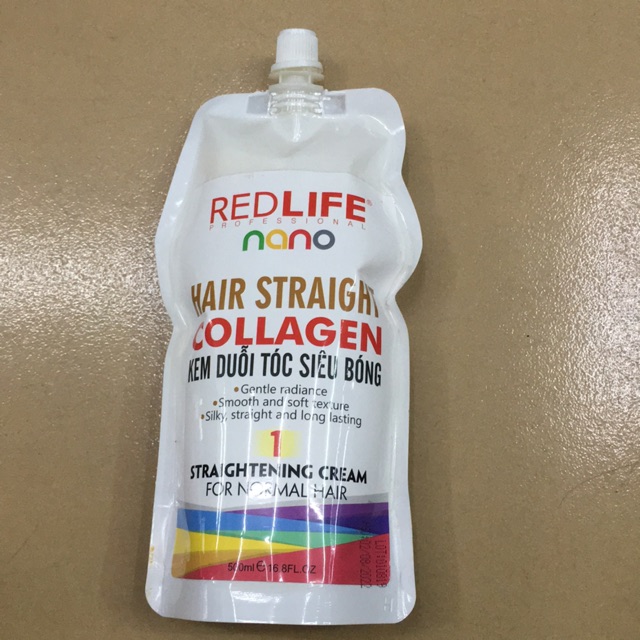 REDLIFE®
PROFESSIONAL
nano
HAIR STRAIGHT
COLLAGEN
KEM DUỖI TÓC SIÊU BÓNG
•Gentle radiance
•Smooth and soft texture
•Silky, straight and long lasting
1
STRAIGHTENING CREAM
FOR NORMAL HAIR
500ml ℮ 16.8FL.OZ